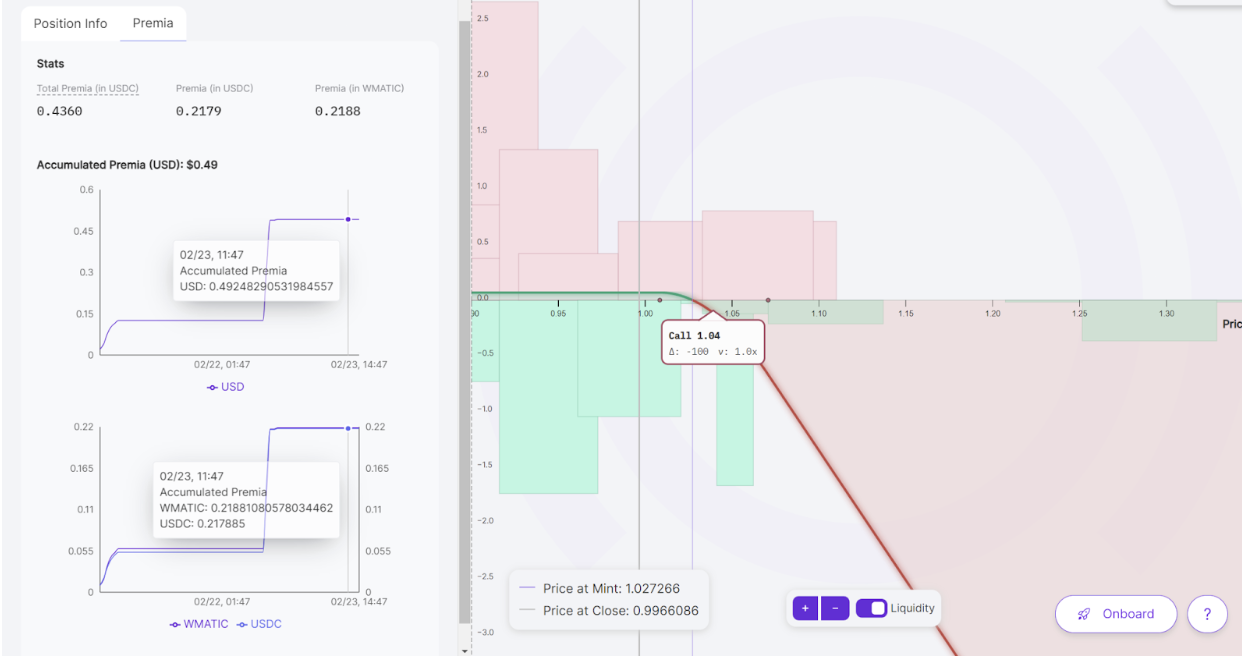 Position Info Premia
Stats
Total Premia (in USDC) Premia (in USDC) Premia (in WMATIC)
0.4360 0.2179 0.2188
Accumulated Premia (USD): $0.49
0.6
0.45
0.3
0.15
0
02/23, 11:47
Accumulated Premia
USD: 0.49248290531984557
02/22, 01:47 02/23, 14:47
USD
0.22 0.22
0.165 0.165
0.11 0.11
0.055 0.055
0 0
02/23, 11:47
Accumulated Premia
WMATIC: 0.21881080578034462
USDC: 0.217885
02/22, 01:47 02/23, 14:47
WMATIC USDC
2.5
2.0
1.5
1.0
0.5
0.0
−0.5
−1.0
−1.5
−2.0
−2.5
−3.0
90 0.95 1.00 1.05 1.10 1.15 1.20 1.25 1.30
Pric
Call 1.04
Δ: -100 v: 1.0x
Price at Mint: 1.027266
Price at Close: 0.9966086
+ − Liquidity
Onboard ?